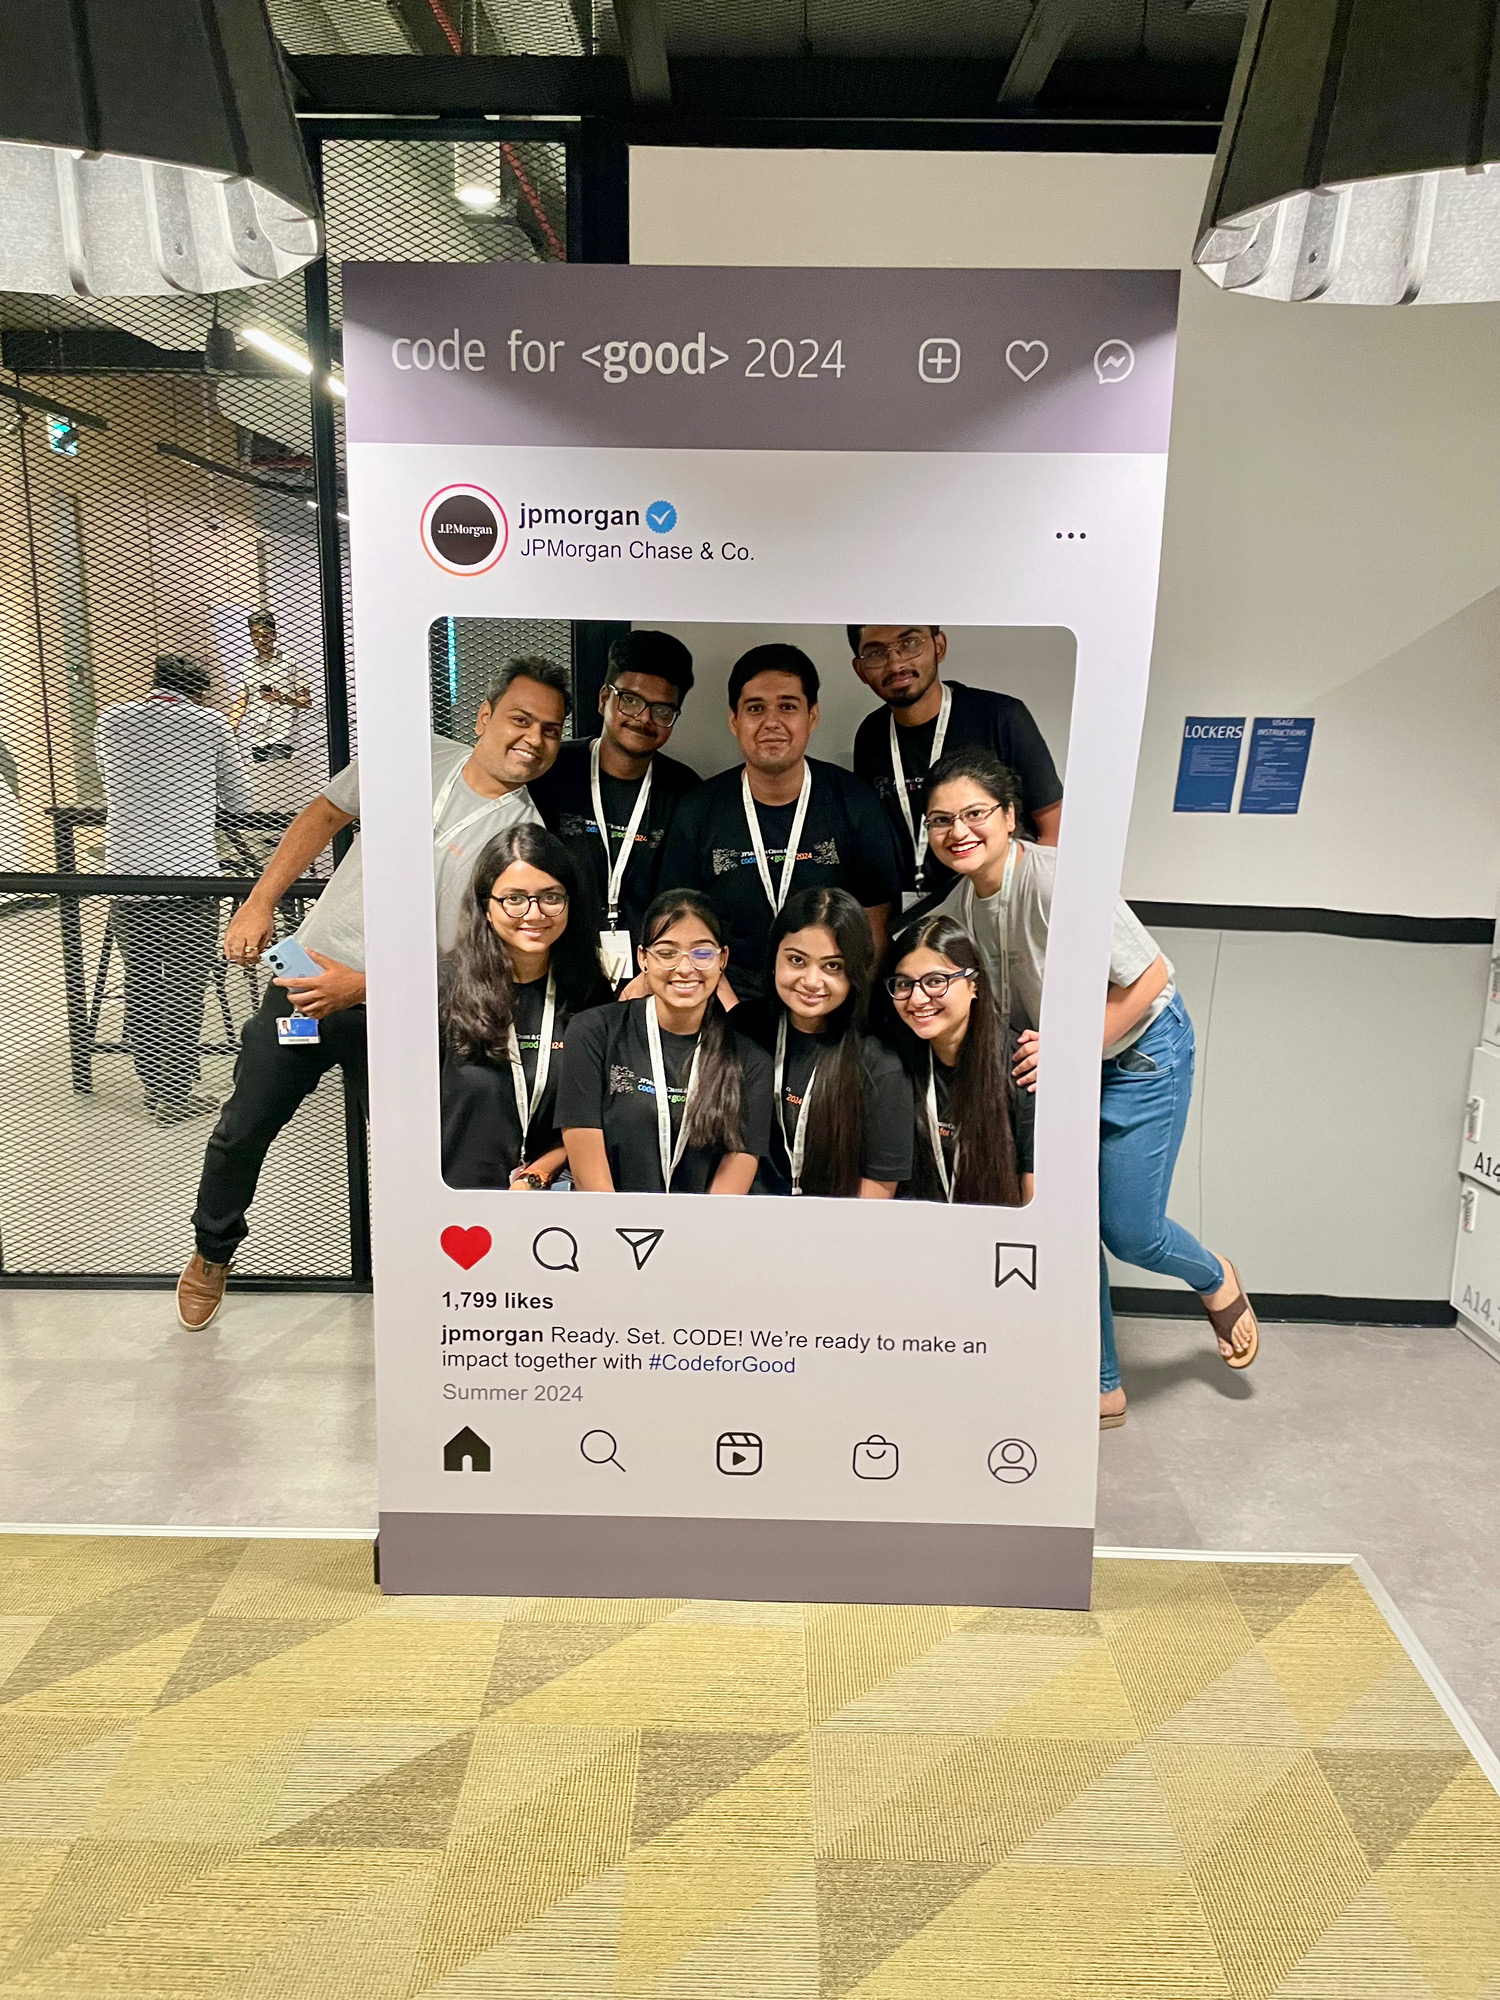 code for <good> 2024
J.P.Morgan
jpmorgan
JPMorgan Chase & Co.
...
LOCKERS
USAGE
INSTRUCTIONS
1,799 likes
jpmorgan Ready. Set. CODE! We're ready to make an
impact together with #CodeforGood
Summer 2024